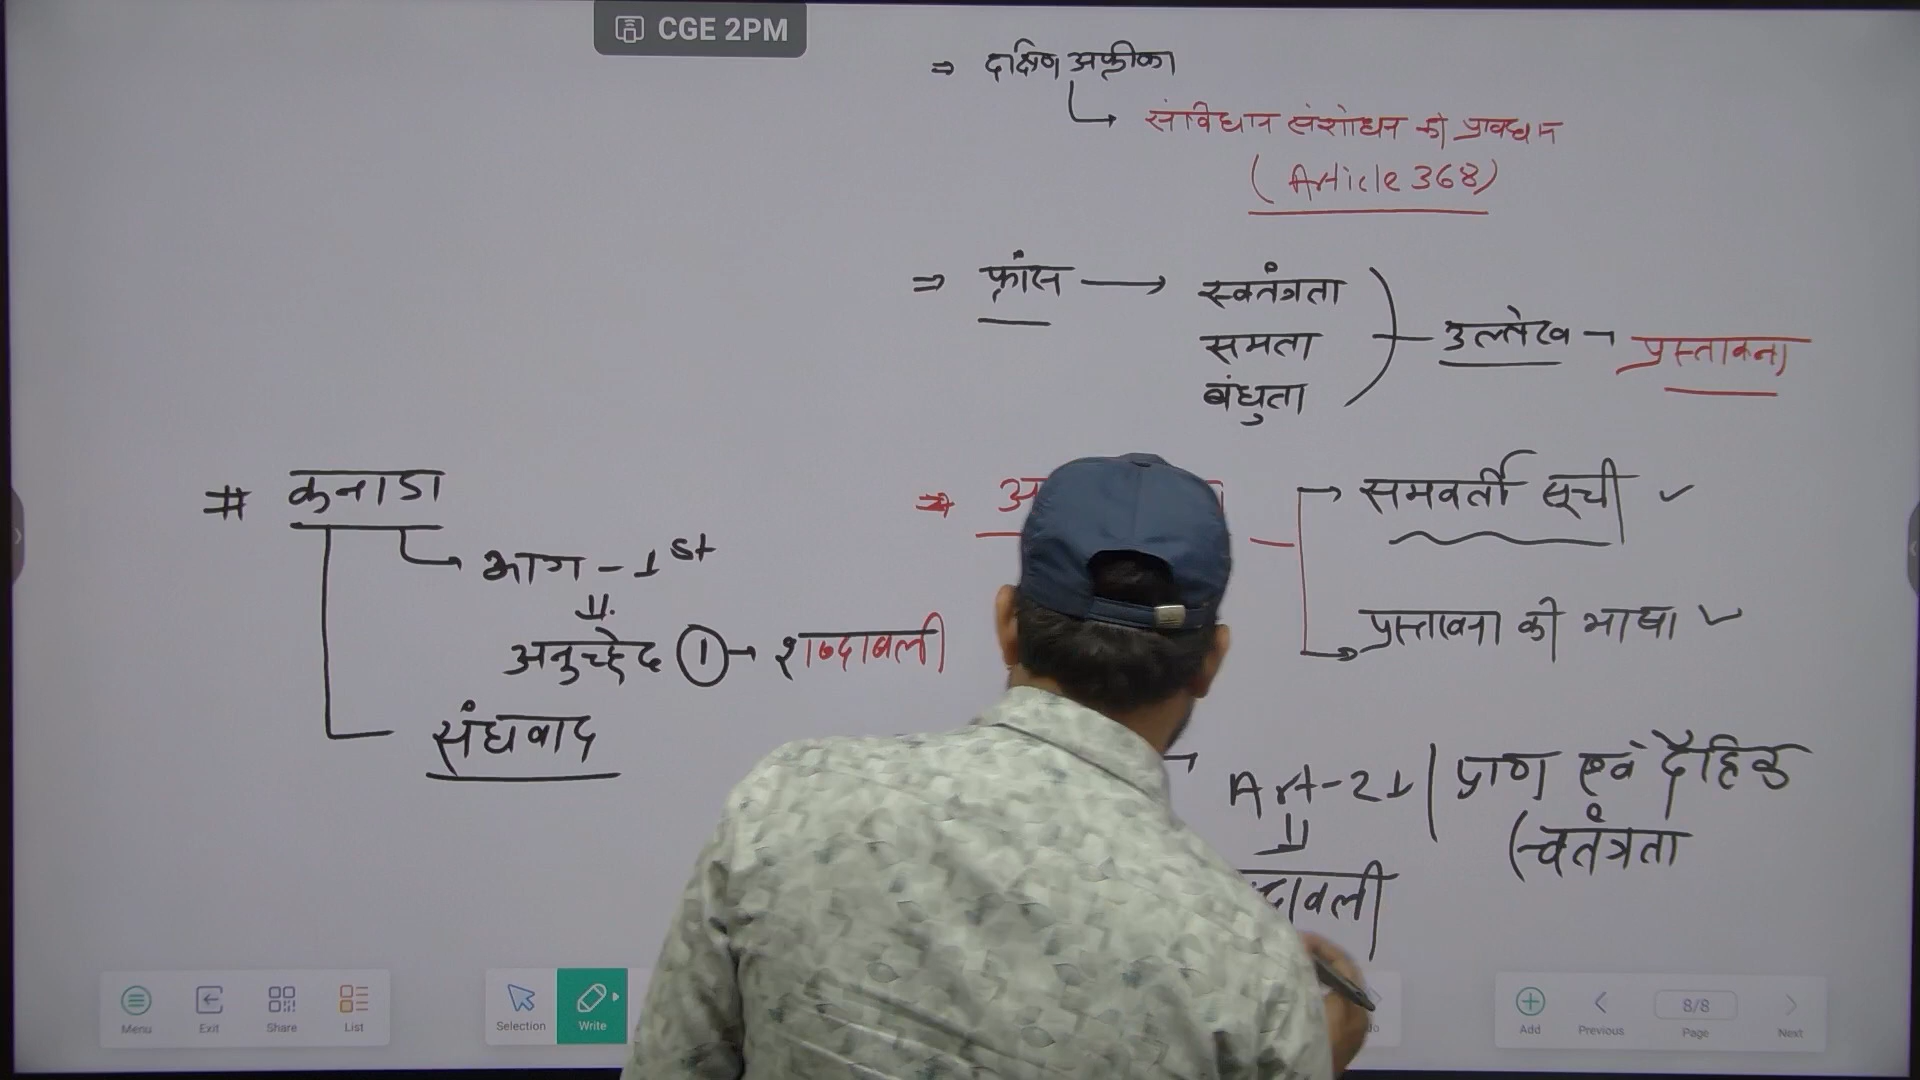 CGE 2PM
⇒ दक्षिण अफ्रीका
संविधान संशोधन की प्रावधान
(Article 368)
⇒ फ्रांस → स्वतंत्रता
समता
बंधुता
उल्लेख → प्रस्तावना
# कनाडा
भाग - 1st
अनुच्छेद ① → शब्दावली
संघवाद
⇒ अ
समवर्ती सूची ✓
प्रस्तावना की भाषा ✓
Art-21 | प्राण एवं दैहिक
स्वतंत्रता
दावली
Menu Exit Share List
Selection Write
Add Previous 8/8 Page Next